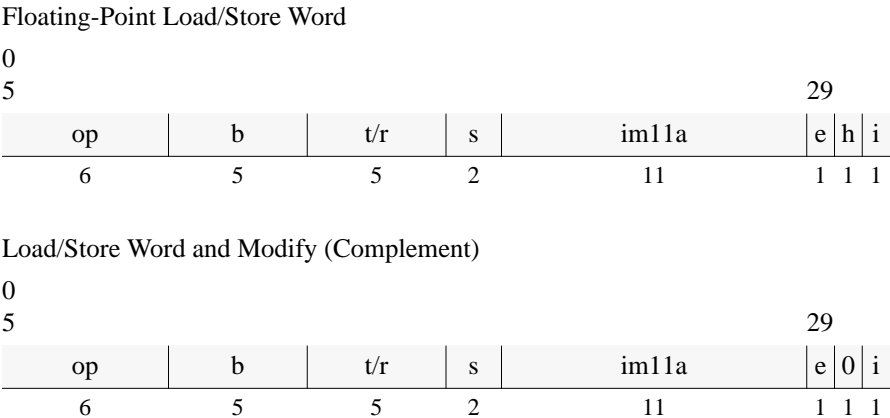 Floating-Point Load/Store Word
0
5 29
op b t/r s im11a e h i
6 5 5 2 11 1 1 1
Load/Store Word and Modify (Complement)
0
5 29
op b t/r s im11a e 0 i
6 5 5 2 11 1 1 1